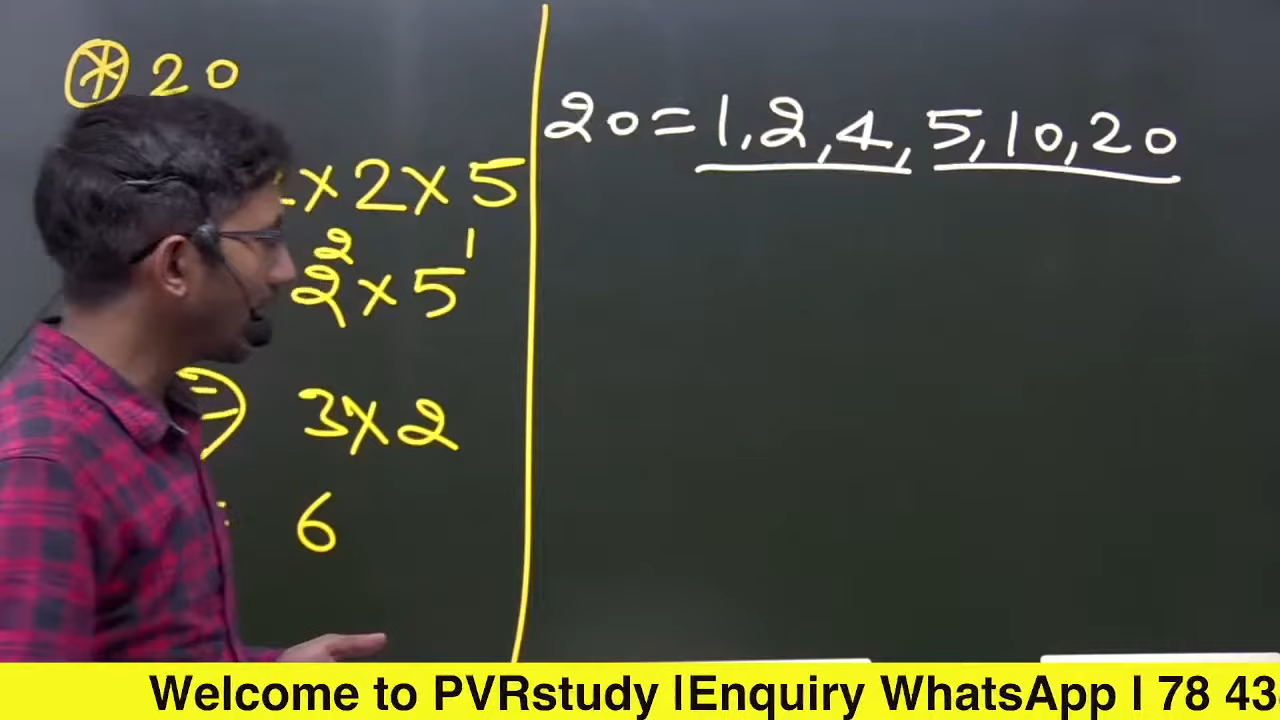 20
× 2 × 5
2² × 5¹
3 × 2
6
20 = 1, 2, 4, 5, 10, 20
Welcome to PVRstudy |Enquiry WhatsApp I 78 43